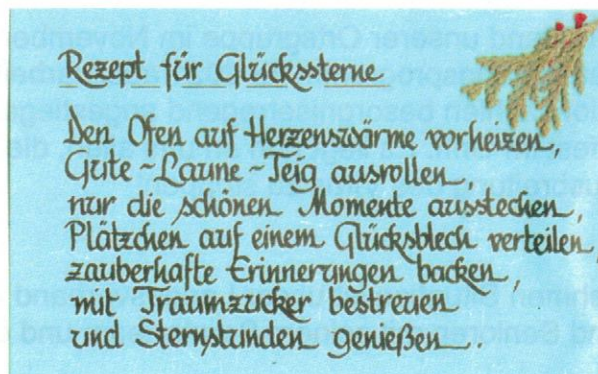 Rezept für Glückssterne
Den Ofen auf Herzenswärme vorheizen,
Gute-Laune-Teig ausrollen,
nur die schönen Momente ausstechen,
Plätzchen auf einem Glücksblech verteilen,
zauberhafte Erinnerungen backen,
mit Traumzucker bestreuen
und Sternstunden genießen.